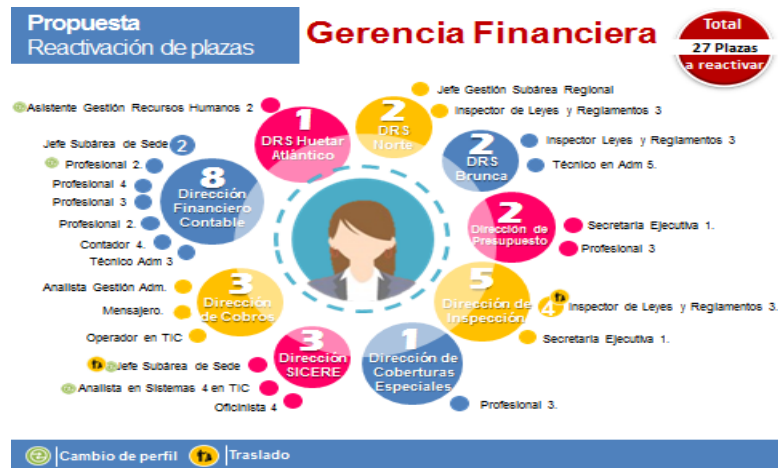 Propuesta
Reactivación de plazas
Gerencia Financiera
Total
27 Plazas
a reactivar
Jefe Gestión Subárea Regional
Inspector de Leyes y Reglamentos 3
2
DRS
Norte
Asistente Gestión Recursos Humanos 2
1
DRS Huetar
Atlántico
Inspector Leyes y Reglamentos 3
Técnico en Adm 5.
2
DRS
Brunca
Jefe Subárea de Sede
2
Profesional 2.
Profesional 4
Profesional 3
Profesional 2.
Contador 4.
Técnico Adm 3
8
Dirección
Financiero
Contable
2
Dirección de
Presupuesto
Secretaria Ejecutiva 1.
Profesional 3
Analista Gestión Adm.
Mensajero.
Operador en TIC
3
Dirección
de Cobros
5
Dirección de
Inspección
4
Inspector de Leyes y Reglamentos 3.
Secretaria Ejecutiva 1.
Jefe Subárea de Sede
Analista en Sistemas 4 en TIC
Oficinista 4
3
Dirección
SICERE
1
Dirección de
Coberturas
Especiales
Profesional 3.
Cambio de perfil
Traslado